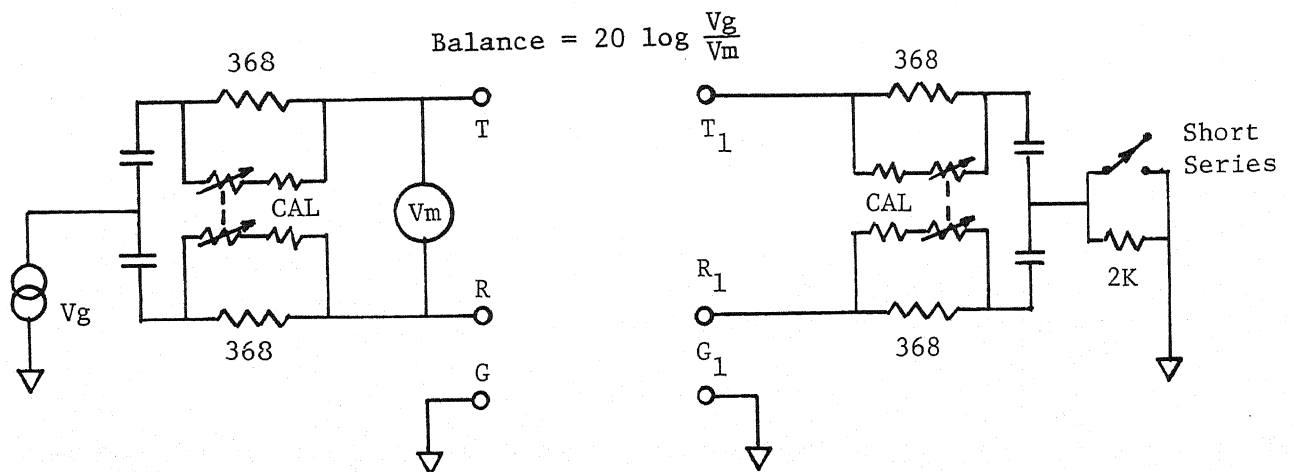 Balance = 20 log Vg/Vm
368
T
CAL
Vm
Vg
R
368
G
368
T1
CAL
Short
Series
R1
2K
368
G1